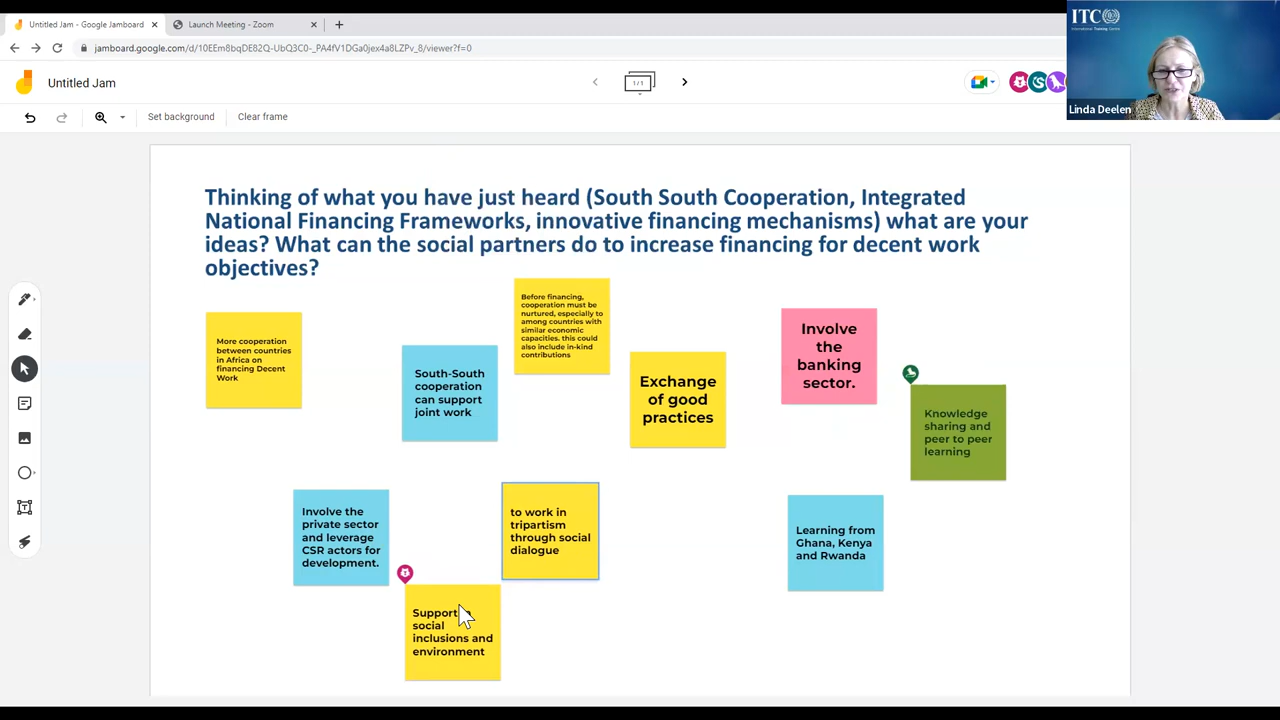 Untitled Jam - Google Jamboard
Launch Meeting - Zoom
jamboard.google.com/d/10EEm8bqDE82Q-UbQ3C0-_PA4fV1DGa0jex4a8LZPv_8/viewer?f=0
Untitled Jam
1/1
Set background
Clear frame
ITC
International Training Centre
Linda Deelen
Thinking of what you have just heard (South South Cooperation, Integrated
National Financing Frameworks, innovative financing mechanisms) what are your
ideas? What can the social partners do to increase financing for decent work
objectives?
More cooperation
between countries
in Africa on
financing Decent
Work
South-South
cooperation
can support
joint work
Before financing,
cooperation must be
nurtured, especially to
among countries with
similar economic
capacities. this could
also include in-kind
contributions
Exchange
of good
practices
Involve
the
banking
sector.
Knowledge
sharing and
peer to peer
learning
Involve the
private sector
and leverage
CSR actors for
development.
to work in
tripartism
through social
dialogue
Learning from
Ghana, Kenya
and Rwanda
Support
social
inclusions and
environment